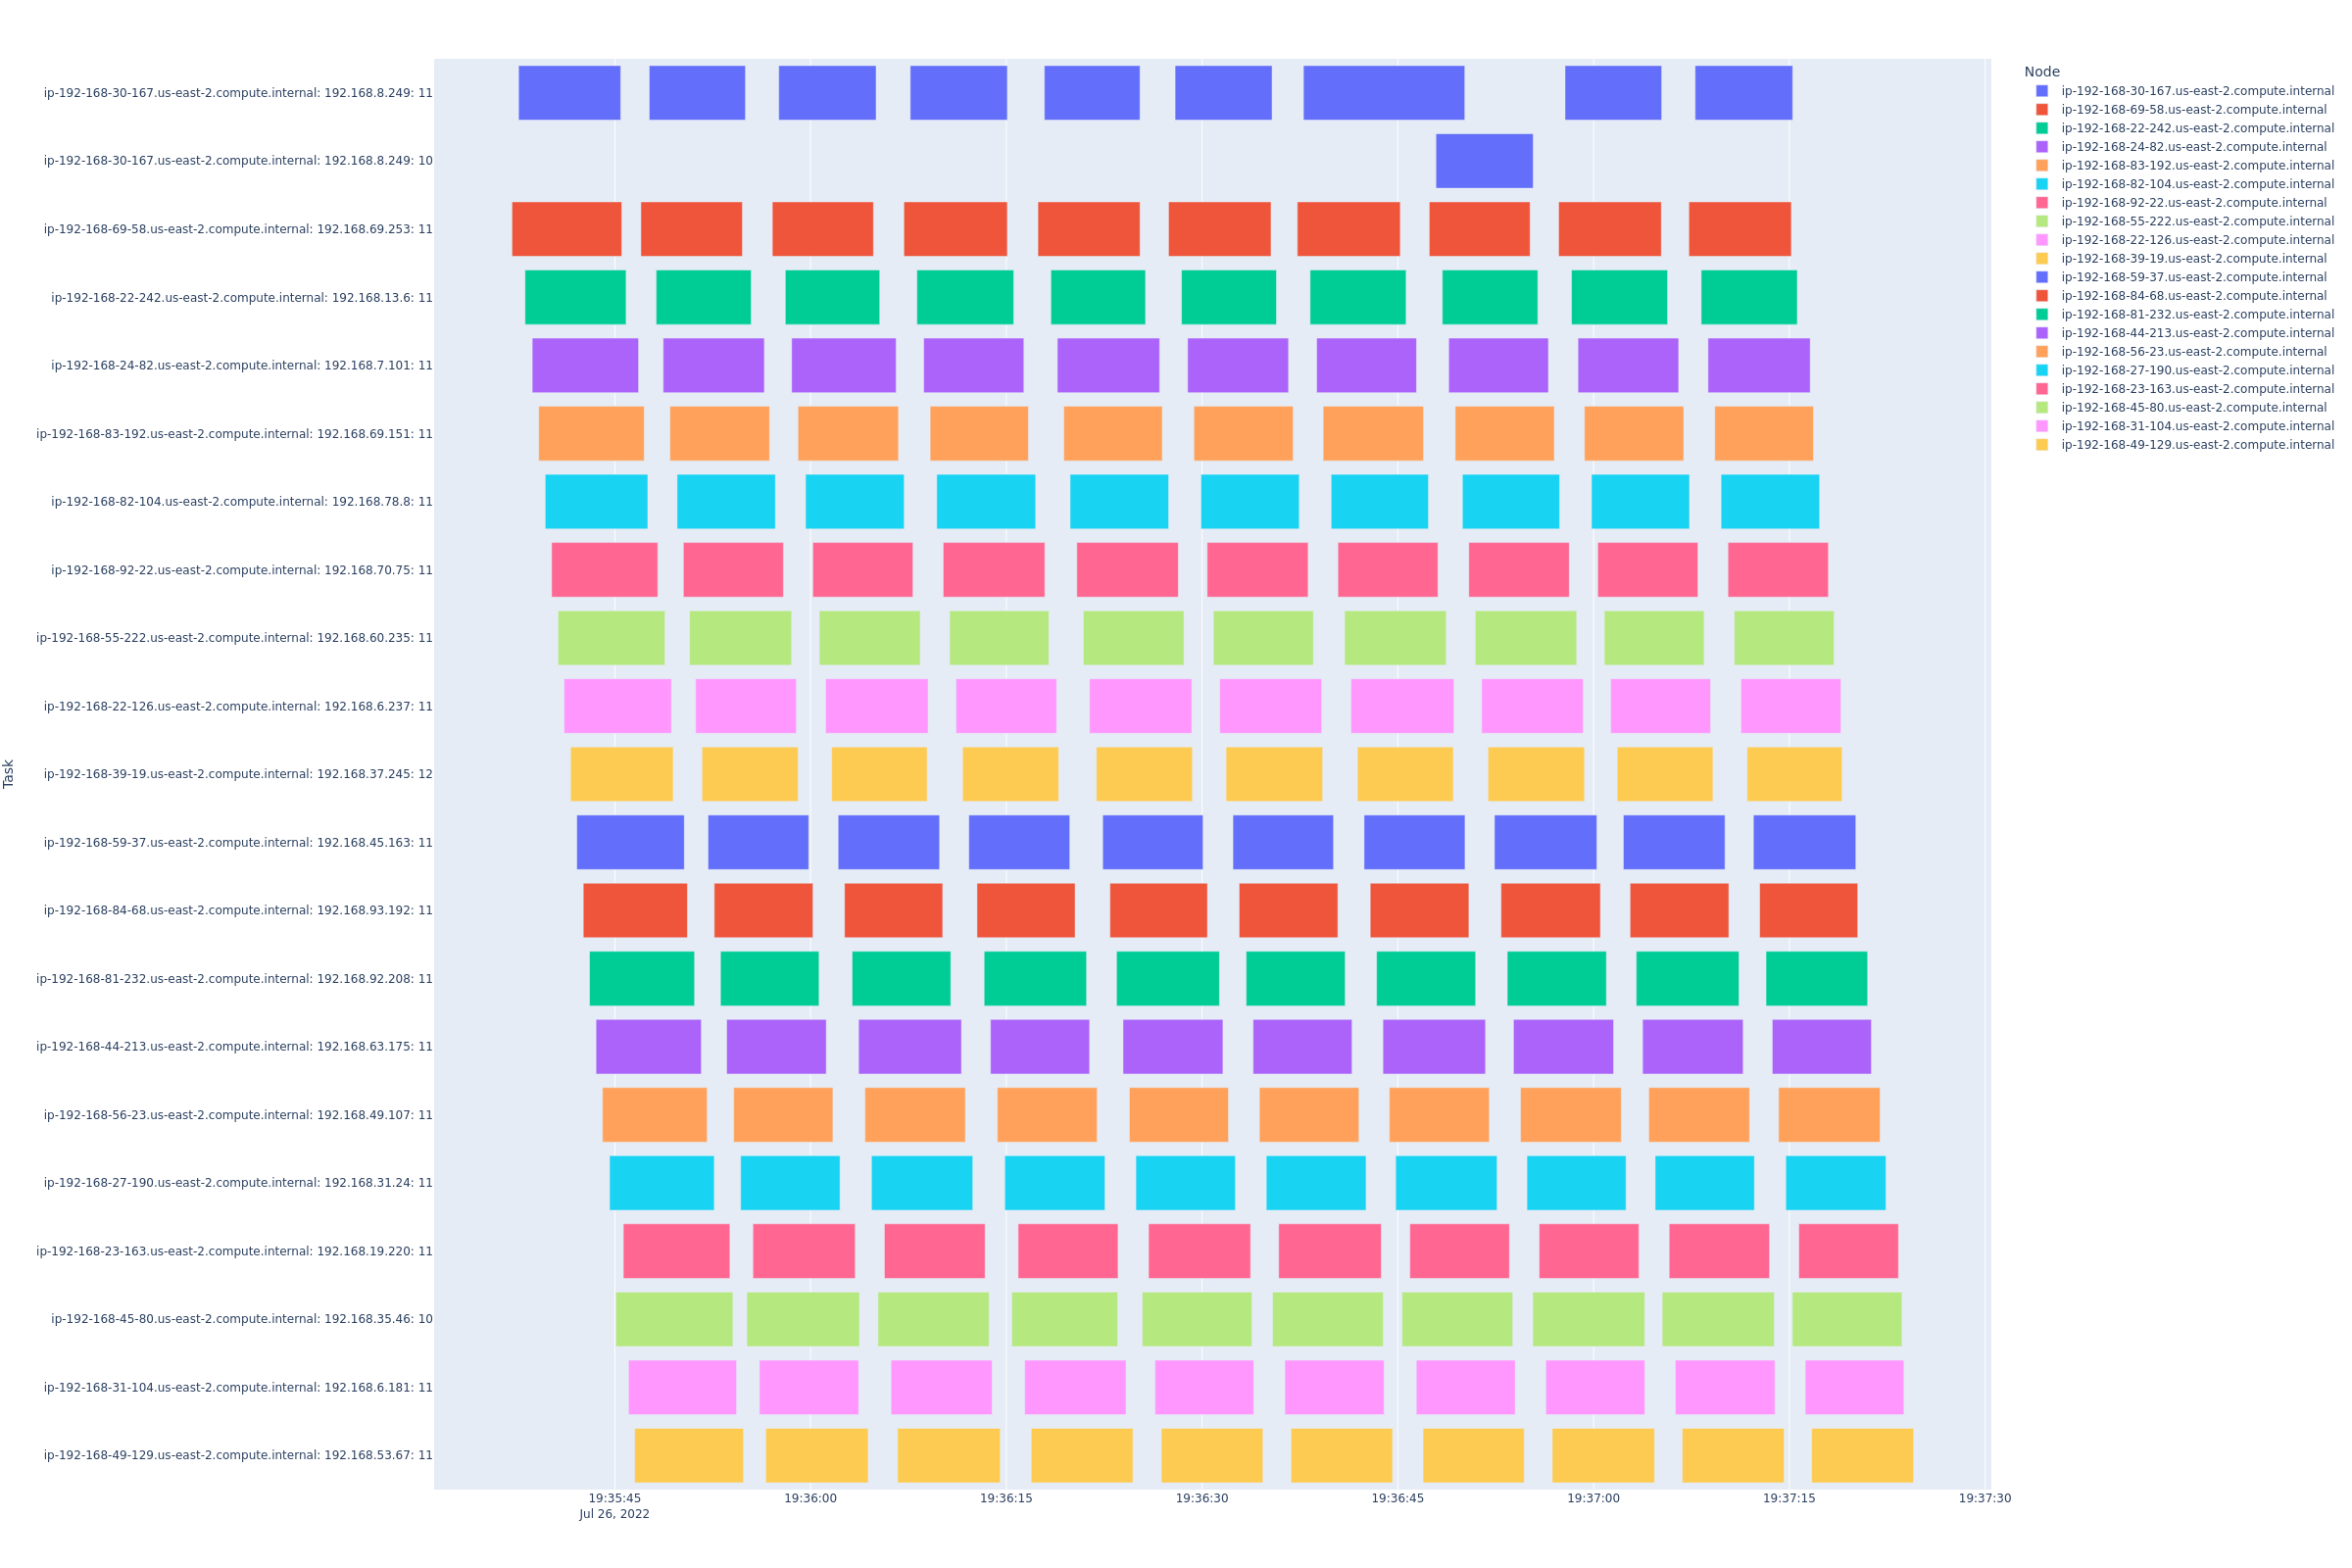 Task
ip-192-168-30-167.us-east-2.compute.internal: 192.168.8.249: 11
ip-192-168-30-167.us-east-2.compute.internal: 192.168.8.249: 10
ip-192-168-69-58.us-east-2.compute.internal: 192.168.69.253: 11
ip-192-168-22-242.us-east-2.compute.internal: 192.168.13.6: 11
ip-192-168-24-82.us-east-2.compute.internal: 192.168.7.101: 11
ip-192-168-83-192.us-east-2.compute.internal: 192.168.69.151: 11
ip-192-168-82-104.us-east-2.compute.internal: 192.168.78.8: 11
ip-192-168-92-22.us-east-2.compute.internal: 192.168.70.75: 11
ip-192-168-55-222.us-east-2.compute.internal: 192.168.60.235: 11
ip-192-168-22-126.us-east-2.compute.internal: 192.168.6.237: 11
ip-192-168-39-19.us-east-2.compute.internal: 192.168.37.245: 12
ip-192-168-59-37.us-east-2.compute.internal: 192.168.45.163: 11
ip-192-168-84-68.us-east-2.compute.internal: 192.168.93.192: 11
ip-192-168-81-232.us-east-2.compute.internal: 192.168.92.208: 11
ip-192-168-44-213.us-east-2.compute.internal: 192.168.63.175: 11
ip-192-168-56-23.us-east-2.compute.internal: 192.168.49.107: 11
ip-192-168-27-190.us-east-2.compute.internal: 192.168.31.24: 11
ip-192-168-23-163.us-east-2.compute.internal: 192.168.19.220: 11
ip-192-168-45-80.us-east-2.compute.internal: 192.168.35.46: 10
ip-192-168-31-104.us-east-2.compute.internal: 192.168.6.181: 11
ip-192-168-49-129.us-east-2.compute.internal: 192.168.53.67: 11
19:35:45 19:36:00 19:36:15 19:36:30 19:36:45 19:37:00 19:37:15 19:37:30
Jul 26, 2022
Node
ip-192-168-30-167.us-east-2.compute.internal
ip-192-168-69-58.us-east-2.compute.internal
ip-192-168-22-242.us-east-2.compute.internal
ip-192-168-24-82.us-east-2.compute.internal
ip-192-168-83-192.us-east-2.compute.internal
ip-192-168-82-104.us-east-2.compute.internal
ip-192-168-92-22.us-east-2.compute.internal
ip-192-168-55-222.us-east-2.compute.internal
ip-192-168-22-126.us-east-2.compute.internal
ip-192-168-39-19.us-east-2.compute.internal
ip-192-168-59-37.us-east-2.compute.internal
ip-192-168-84-68.us-east-2.compute.internal
ip-192-168-81-232.us-east-2.compute.internal
ip-192-168-44-213.us-east-2.compute.internal
ip-192-168-56-23.us-east-2.compute.internal
ip-192-168-27-190.us-east-2.compute.internal
ip-192-168-23-163.us-east-2.compute.internal
ip-192-168-45-80.us-east-2.compute.internal
ip-192-168-31-104.us-east-2.compute.internal
ip-192-168-49-129.us-east-2.compute.internal